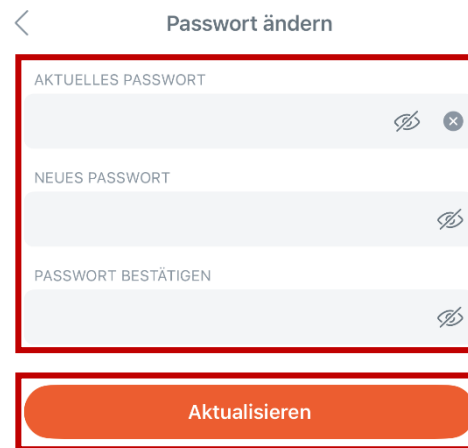 Passwort ändern
AKTUELLES PASSWORT
NEUES PASSWORT
PASSWORT BESTÄTIGEN
Aktualisieren